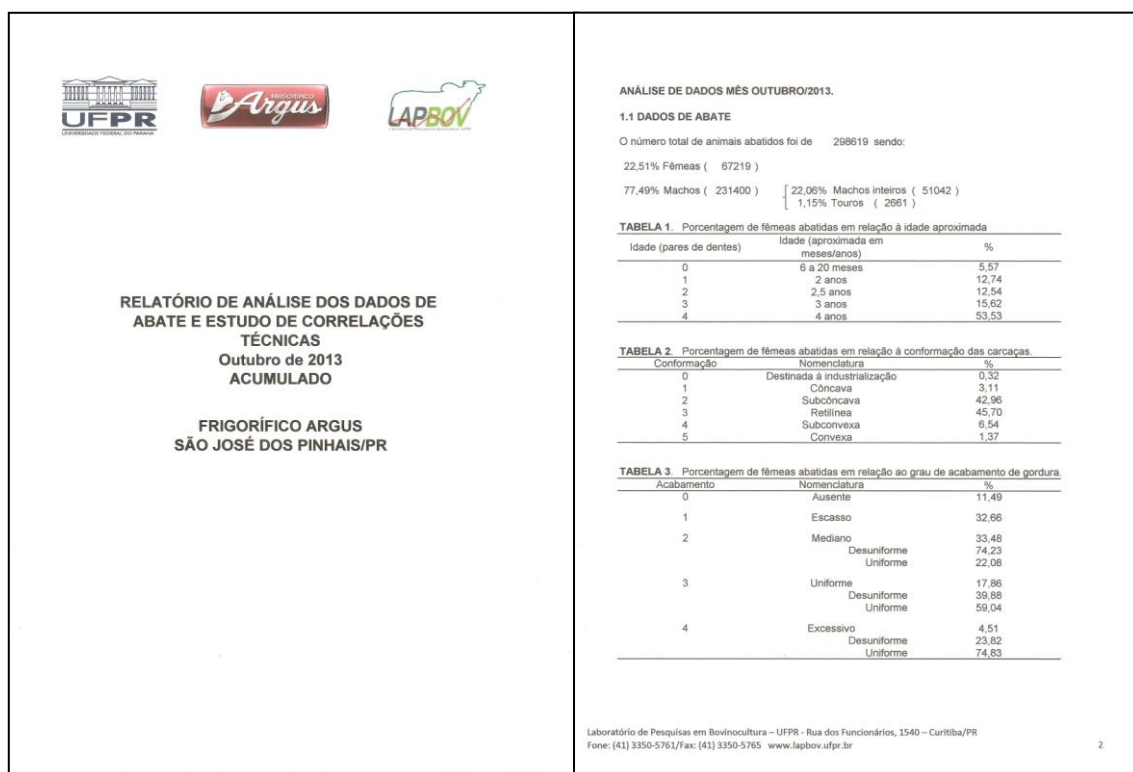 UFPR
UNIVERSIDADE FEDERAL DO PARANÁ
FRIGORÍFICO
Argus
LAPBOV
RELATÓRIO DE ANÁLISE DOS DADOS DE
ABATE E ESTUDO DE CORRELAÇÕES
TÉCNICAS
Outubro de 2013
ACUMULADO
FRIGORÍFICO ARGUS
SÃO JOSÉ DOS PINHAIS/PR
ANÁLISE DE DADOS MÊS OUTUBRO/2013.
1.1 DADOS DE ABATE
O número total de animais abatidos foi de 298619 sendo:
22,51% Fêmeas ( 67219 )
77,49% Machos ( 231400 ) 22,06% Machos inteiros ( 51042 )
1,15% Touros ( 2661 )
TABELA 1. Porcentagem de fêmeas abatidas em relação à idade aproximada
Idade (pares de dentes) Idade (aproximada em meses/anos) %
0 6 a 20 meses 5,57
1 2 anos 12,74
2 2,5 anos 12,54
3 3 anos 15,62
4 4 anos 53,53
TABELA 2. Porcentagem de fêmeas abatidas em relação à conformação das carcaças.
Conformação Nomenclatura %
0 Destinada à industrialização 0,32
1 Côncava 3,11
2 Subcôncava 42,96
3 Retilínea 45,70
4 Subconvexa 6,54
5 Convexa 1,37
TABELA 3. Porcentagem de fêmeas abatidas em relação ao grau de acabamento de gordura.
Acabamento Nomenclatura %
0 Ausente 11,49
1 Escasso 32,66
2 Mediano 33,48
Desuniforme 74,23
Uniforme 22,08
3 Uniforme 17,86
Desuniforme 39,88
Uniforme 59,04
4 Excessivo 4,51
Desuniforme 23,82
Uniforme 74,83
Laboratório de Pesquisas em Bovinocultura – UFPR - Rua dos Funcionários, 1540 – Curitiba/PR
Fone: (41) 3350-5761/Fax: (41) 3350-5765 www.lapbov.ufpr.br 2